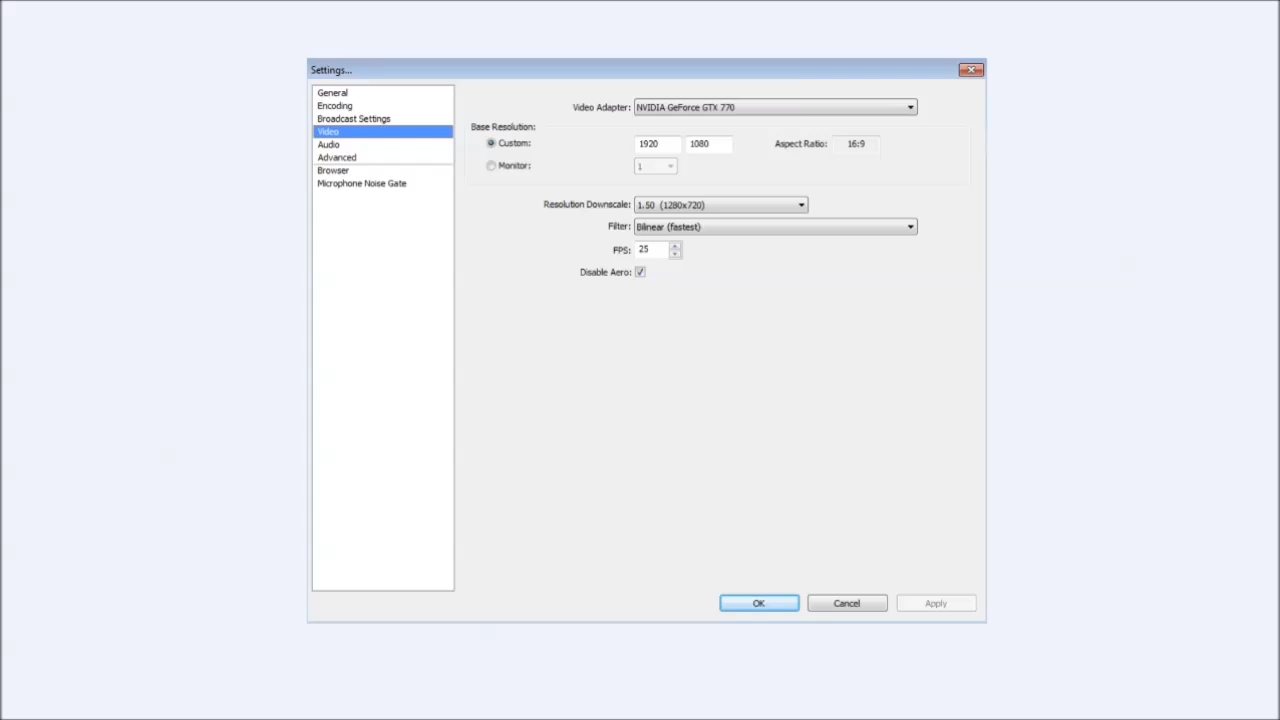 Settings...
General
Encoding
Broadcast Settings
Video
Audio
Advanced
Browser
Microphone Noise Gate
Video Adapter: NVIDIA GeForce GTX 770
Base Resolution:
Custom: 1920 1080 Aspect Ratio: 16:9
Monitor: 1
Resolution Downscale: 1.50 (1280x720)
Filter: Bilinear (fastest)
FPS: 25
Disable Aero:
OK Cancel Apply